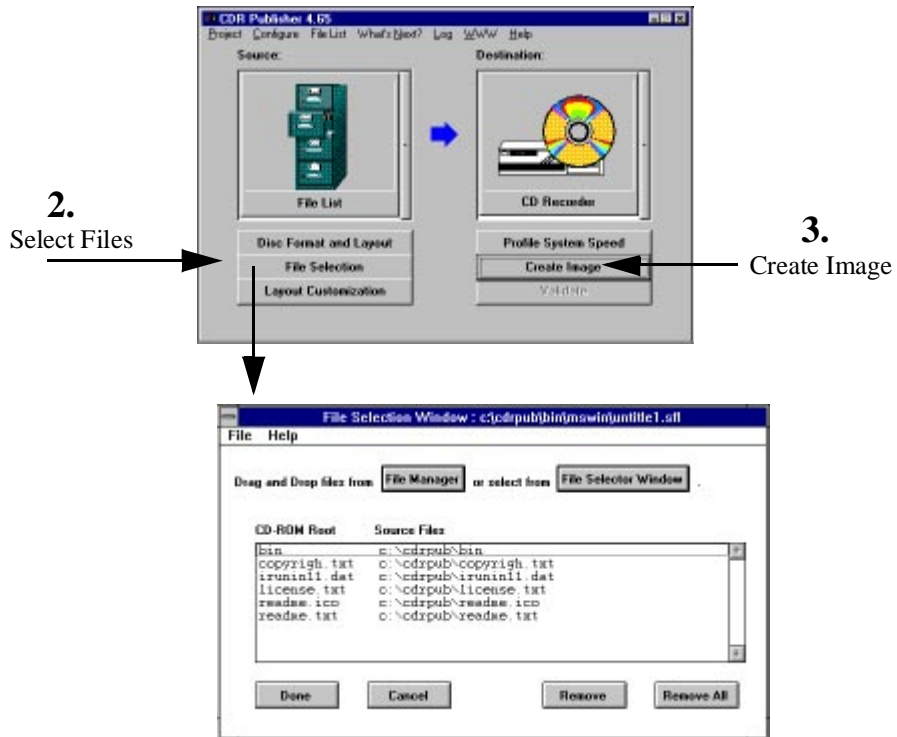 CDR Publisher 4.65
Project Configure File List What's Next? Log WWW Help
Source: Destination:
File List CD Recorder
2.
Select Files
3.
Create Image
Disc Format and Layout Profile System Speed
File Selection Create Image
Layout Customization Validate
File Selection Window : c:\cdrpub\bin\mswin\untitle1.sfl
File Help
Drag and Drop files from File Manager or select from File Selector Window .
CD-ROM Root Source Files
bin c:\cdrpub\bin
copyrigh.txt c:\cdrpub\copyrigh.txt
irunin11.dat c:\cdrpub\irunin11.dat
license.txt c:\cdrpub\license.txt
readme.ico c:\cdrpub\readme.ico
readme.txt c:\cdrpub\readme.txt
Done Cancel Remove Remove All